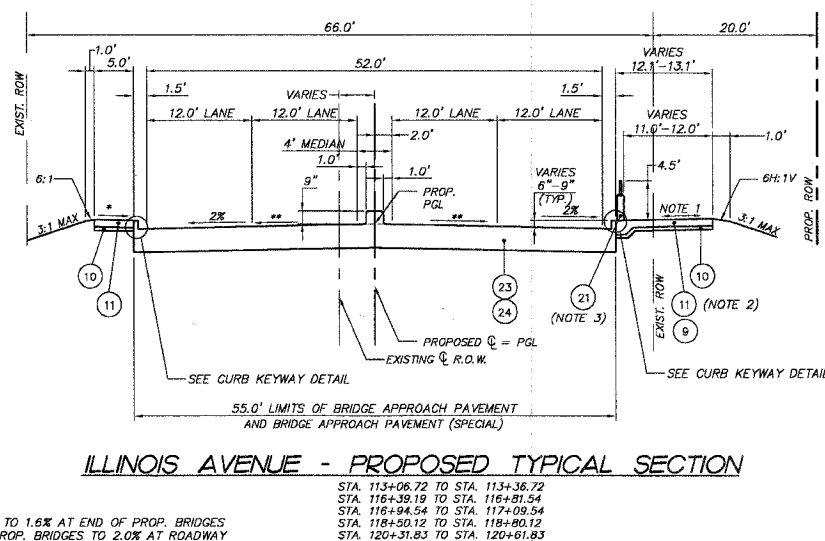 66.0'
20.0'
1.0'
5.0'
52.0'
VARIES
12.1'-13.1'
1.5'
VARIES
1.5'
VARIES
11.0'-12.0'
12.0' LANE
12.0' LANE
12.0' LANE
12.0' LANE
1.0'
4' MEDIAN
2.0'
4.5'
EXIST. ROW
1.0'
1.0'
VARIES
6"-9"
(TYP.)
6:1
9"
PROP.
PGL
6H:1V
*
2%
**
**
2%
NOTE 1
3:1 MAX
3:1 MAX
PROP. ROW
10
11
23
24
21
(NOTE 3)
10
11
(NOTE 2)
9
EXIST. ROW
PROPOSED ℄ = PGL
EXISTING ℄ R.O.W.
SEE CURB KEYWAY DETAIL
SEE CURB KEYWAY DETAIL
55.0' LIMITS OF BRIDGE APPROACH PAVEMENT
AND BRIDGE APPROACH PAVEMENT (SPECIAL)
ILLINOIS AVENUE - PROPOSED TYPICAL SECTION
STA. 113+06.72 TO STA. 113+36.72
STA. 116+39.19 TO STA. 116+81.54
STA. 116+94.54 TO STA. 117+09.54
STA. 118+50.12 TO STA. 118+80.12
STA. 120+31.83 TO STA. 120+61.83
TO 1.6% AT END OF PROP. BRIDGES
PROP. BRIDGES TO 2.0% AT ROADWAY